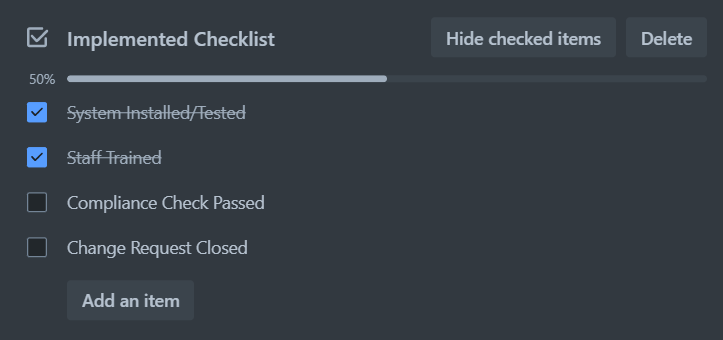 Implemented Checklist
Hide checked items
Delete
50%
System Installed/Tested
Staff Trained
Compliance Check Passed
Change Request Closed
Add an item